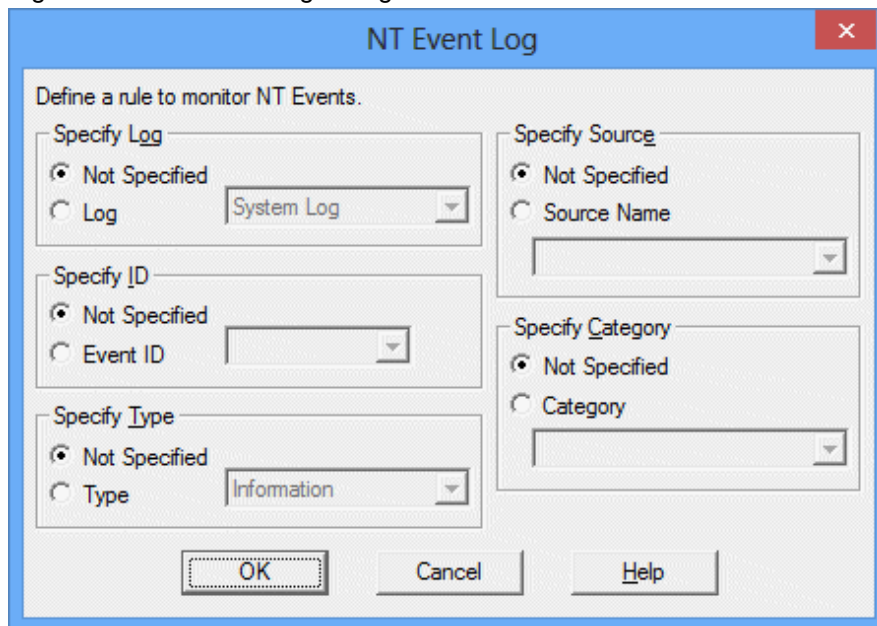 NT Event Log
Define a rule to monitor NT Events.
Specify Log
Not Specified
Log
System Log
Specify ID
Not Specified
Event ID
Specify Type
Not Specified
Type
Information
Specify Source
Not Specified
Source Name
Specify Category
Not Specified
Category
OK
Cancel
Help